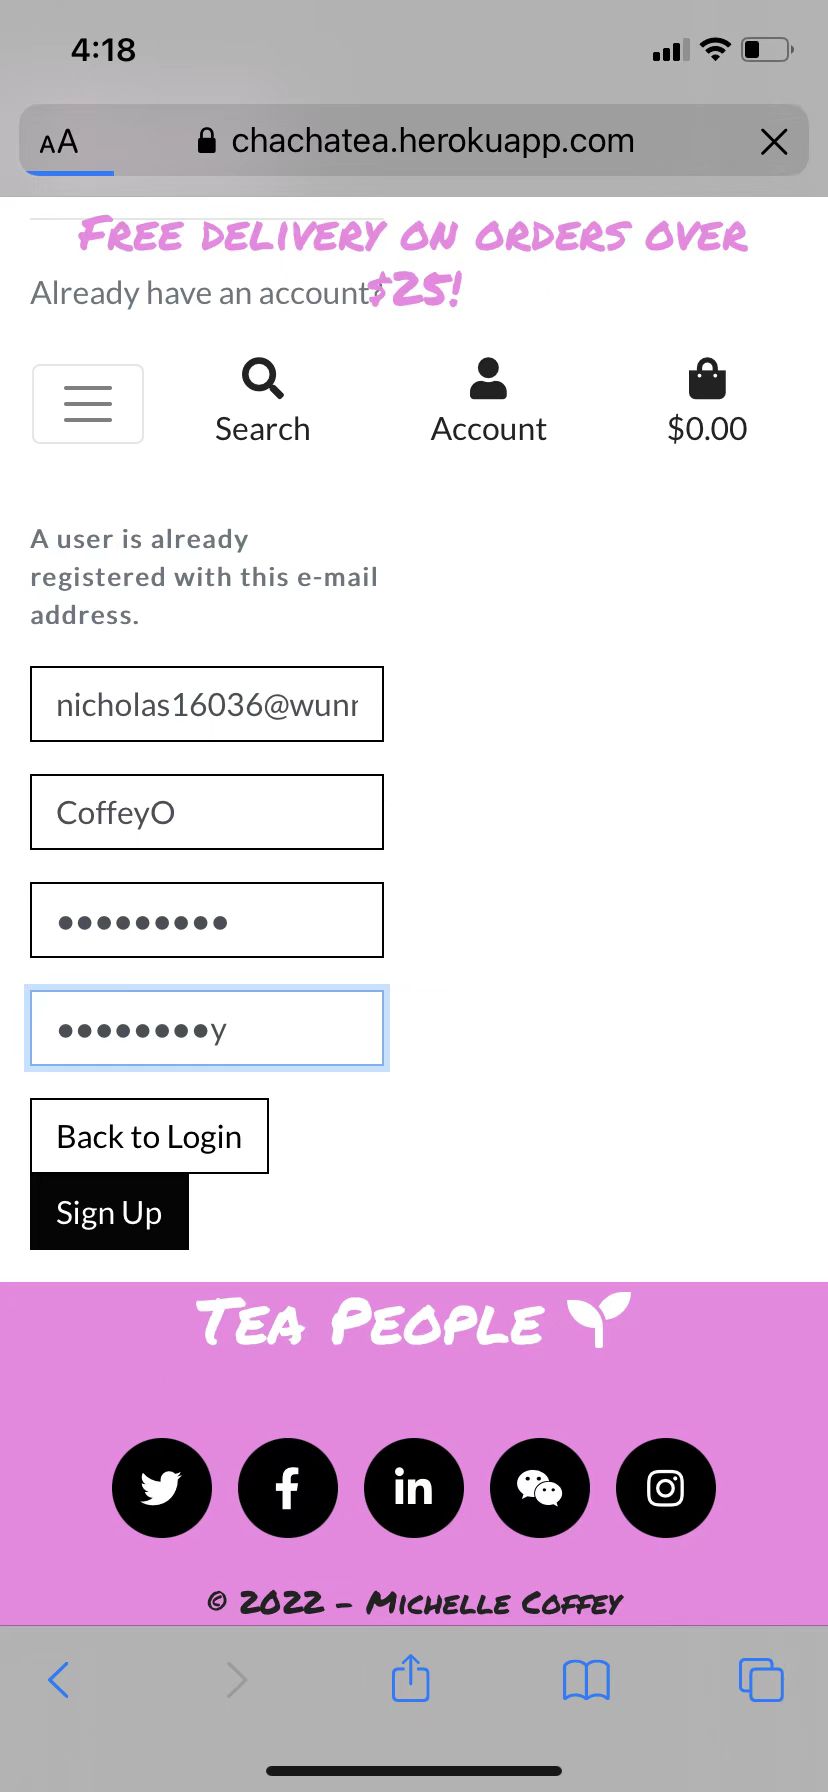 4:18
AA
chachatea.herokuapp.com
Free delivery on orders over
$25!
Already have an account?
Search
Account
$0.00
A user is already
registered with this e-mail
address.
nicholas16036@wunr
CoffeyO
•••••••••
••••••••y
Back to Login
Sign Up
Tea People
© 2022 - Michelle Coffey